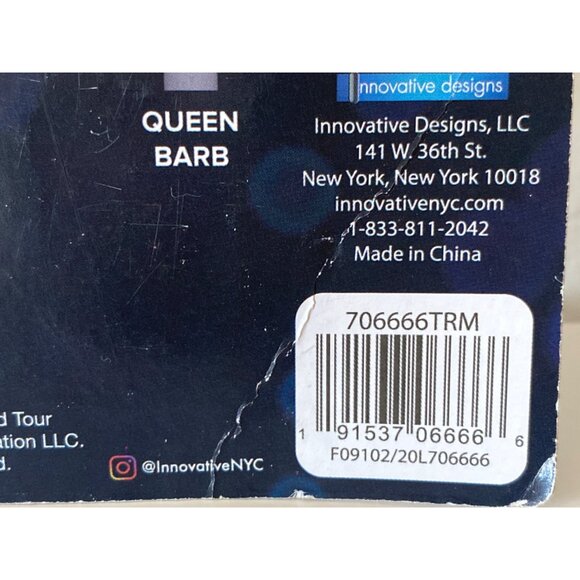 QUEEN
BARB
innovative designs
Innovative Designs, LLC
141 W. 36th St.
New York, New York 10018
innovativenyc.com
1-833-811-2042
Made in China
706666TRM
1 91537 06666 6
F09102/20L706666
d Tour
ation LLC.
d.
@InnovativeNYC